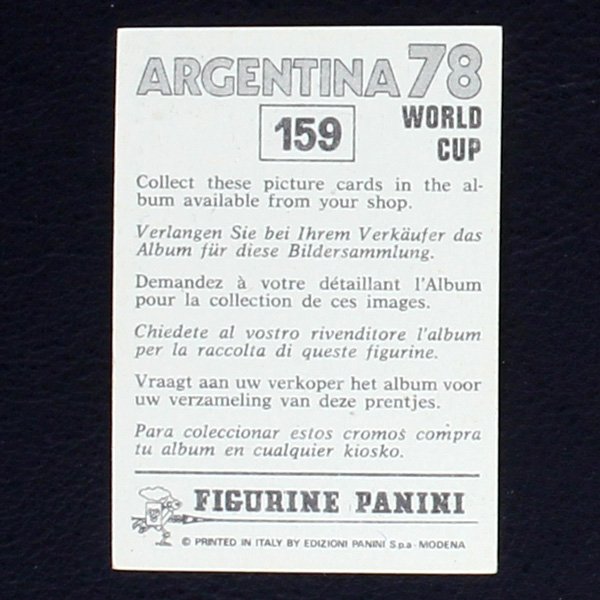 ARGENTINA 78
159
WORLD
CUP
Collect these picture cards in the al-
bum available from your shop.
Verlangen Sie bei Ihrem Verkäufer das
Album für diese Bildersammlung.
Demandez à votre détaillant l'Album
pour la collection de ces images.
Chiedete al vostro rivenditore l'album
per la raccolta di queste figurine.
Vraagt aan uw verkoper het album voor
uw verzameling van deze prentjes.
Para coleccionar estos cromos compra
tu album en cualquier kiosko.
FIGURINE PANINI
© PRINTED IN ITALY BY EDIZIONI PANINI S.p.a - MODENA